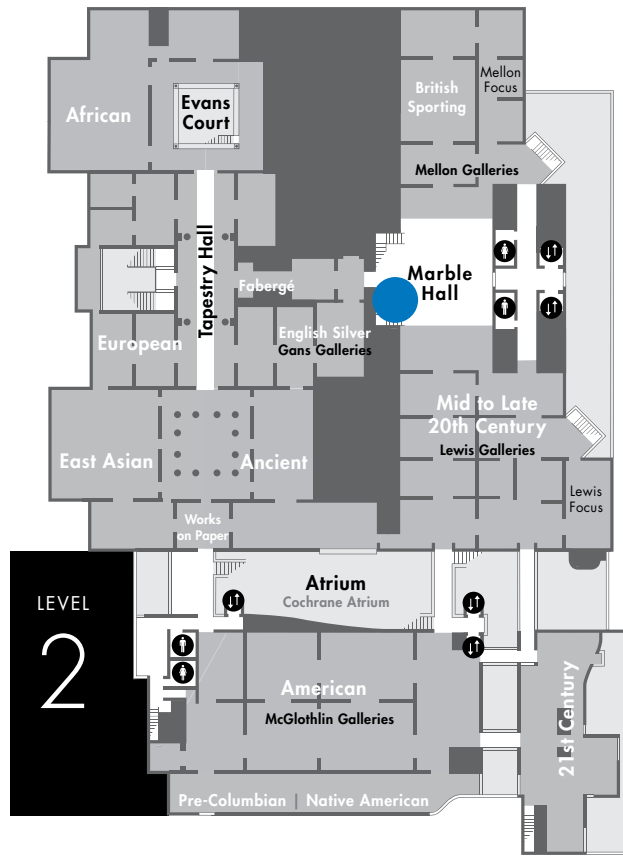 African
Evans
Court
British
Sporting
Mellon
Focus
Mellon Galleries
Tapestry Hall
Marble
Hall
Fabergé
European
English Silver
Gans Galleries
Mid to Late
20th Century
Lewis Galleries
East Asian
Ancient
Lewis
Focus
Works
on Paper
LEVEL
2
Atrium
Cochrane Atrium
American
McGlothlin Galleries
21st Century
Pre-Columbian | Native American